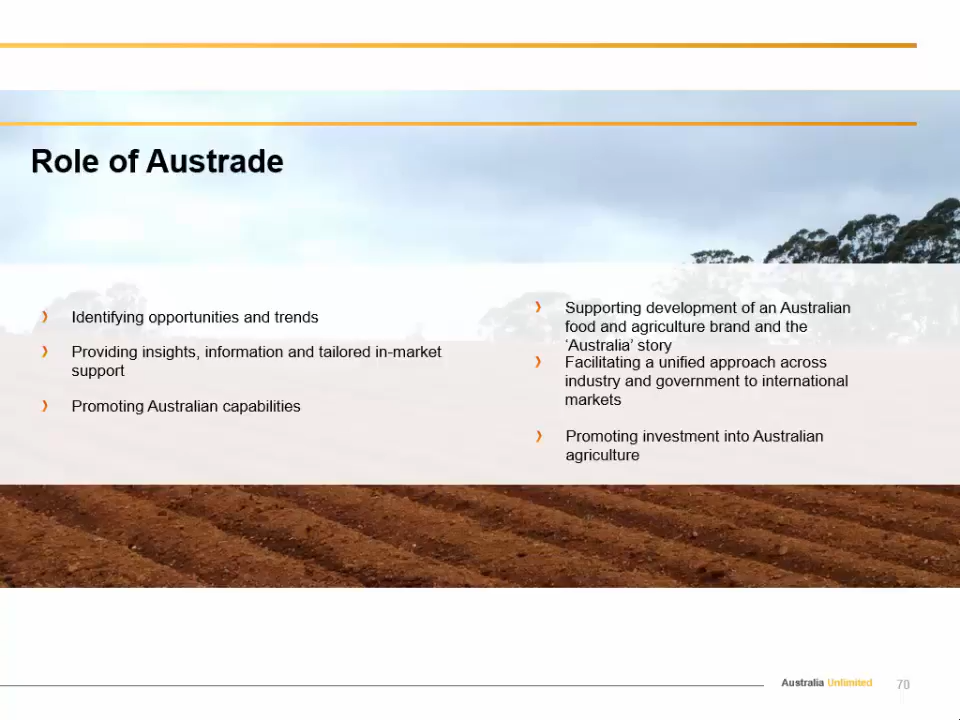 Role of Austrade
Identifying opportunities and trends
Providing insights, information and tailored in-market
support
Promoting Australian capabilities
Supporting development of an Australian
food and agriculture brand and the
‘Australia’ story
Facilitating a unified approach across
industry and government to international
markets
Promoting investment into Australian
agriculture
Australia Unlimited
70